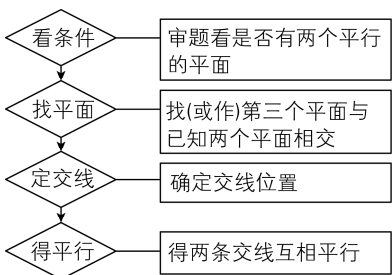 看条件
审题看是否有两个平行
的平面
找平面
找(或作)第三个平面与
已知两个平面相交
定交线
确定交线位置
得平行
得两条交线互相平行